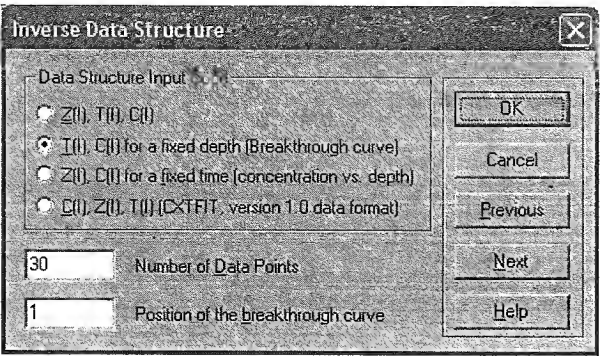 Inverse Data Structure
Data Structure Input
Z(I), T(I), C(I)
T(I), C(I) for a fixed depth (Breakthrough curve)
Z(I), C(I) for a fixed time (concentration vs. depth)
C(I), Z(I), T(I) (CXTFIT, version 1.0 data format)
30 Number of Data Points
1 Position of the breakthrough curve
OK
Cancel
Previous
Next
Help